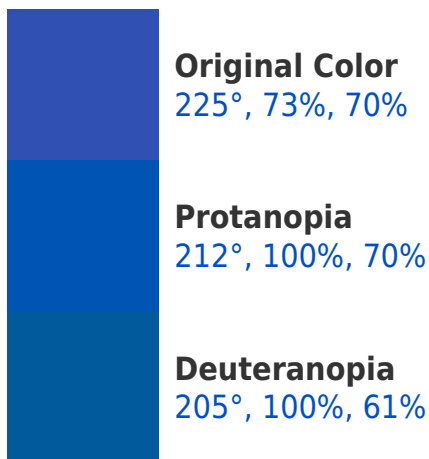 Original Color
225°, 73%, 70%
Protanopia
212°, 100%, 70%
Deuteranopia
205°, 100%, 61%